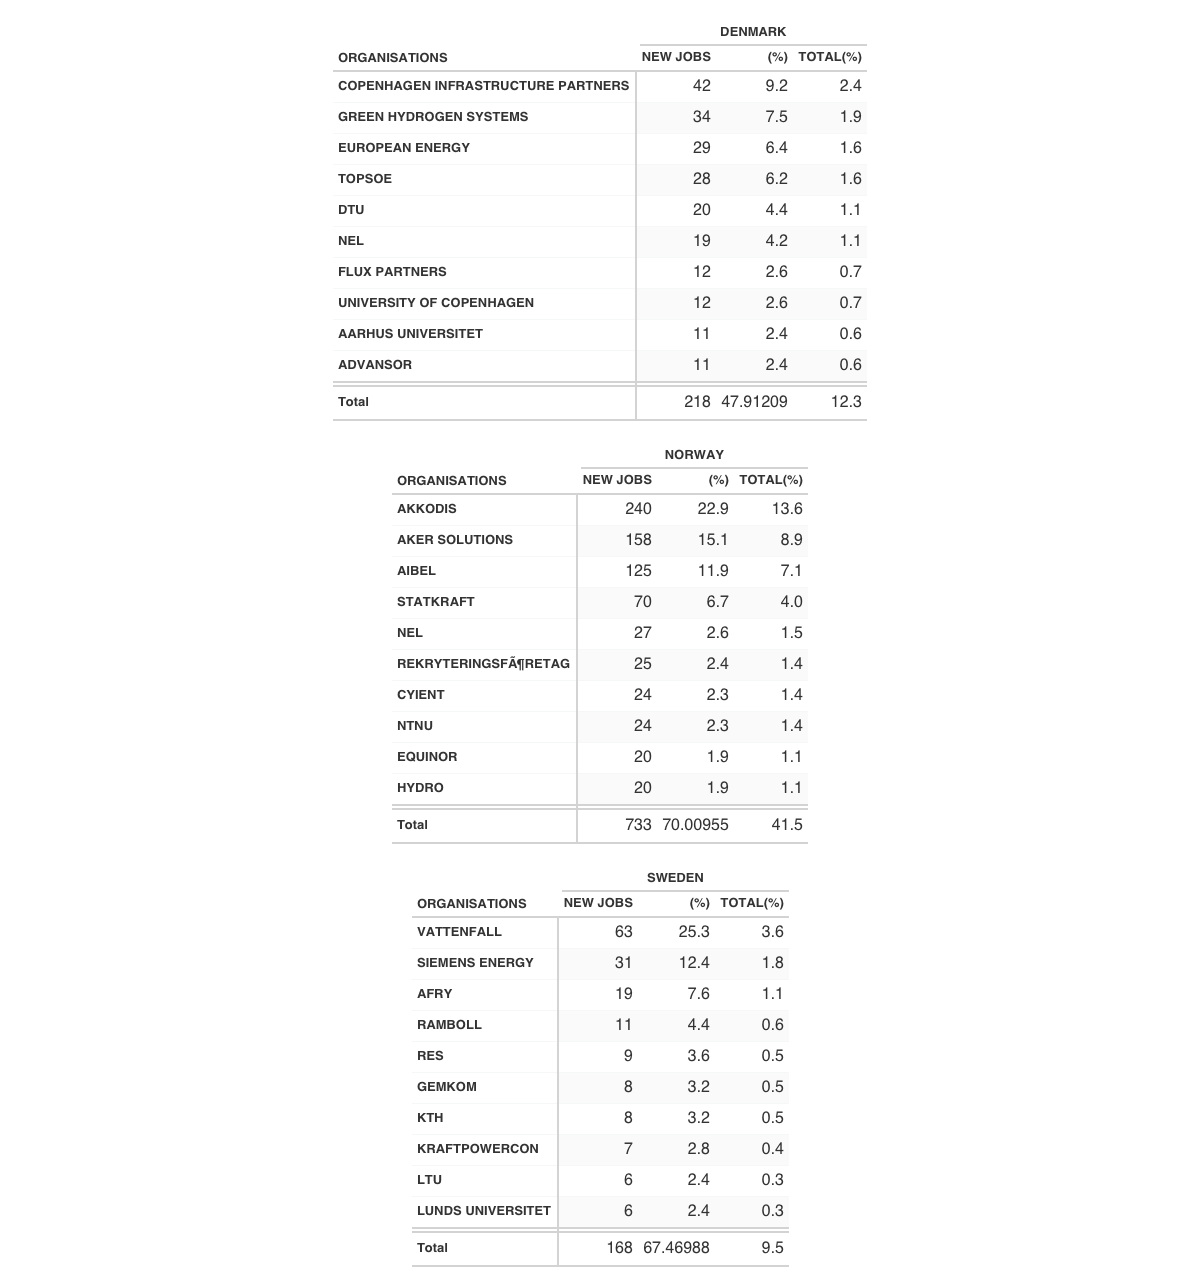 DENMARK
ORGANISATIONS NEW JOBS (%) TOTAL(%)
COPENHAGEN INFRASTRUCTURE PARTNERS 42 9.2 2.4
GREEN HYDROGEN SYSTEMS 34 7.5 1.9
EUROPEAN ENERGY 29 6.4 1.6
TOPSOE 28 6.2 1.6
DTU 20 4.4 1.1
NEL 19 4.2 1.1
FLUX PARTNERS 12 2.6 0.7
UNIVERSITY OF COPENHAGEN 12 2.6 0.7
AARHUS UNIVERSITET 11 2.4 0.6
ADVANSOR 11 2.4 0.6
Total 218 47.91209 12.3
NORWAY
ORGANISATIONS NEW JOBS (%) TOTAL(%)
AKKODIS 240 22.9 13.6
AKER SOLUTIONS 158 15.1 8.9
AIBEL 125 11.9 7.1
STATKRAFT 70 6.7 4.0
NEL 27 2.6 1.5
REKRYTERINGSFÃ¶RETAG 25 2.4 1.4
CYIENT 24 2.3 1.4
NTNU 24 2.3 1.4
EQUINOR 20 1.9 1.1
HYDRO 20 1.9 1.1
Total 733 70.00955 41.5
SWEDEN
ORGANISATIONS NEW JOBS (%) TOTAL(%)
VATTENFALL 63 25.3 3.6
SIEMENS ENERGY 31 12.4 1.8
AFRY 19 7.6 1.1
RAMBOLL 11 4.4 0.6
RES 9 3.6 0.5
GEMKOM 8 3.2 0.5
KTH 8 3.2 0.5
KRAFTPOWERCON 7 2.8 0.4
LTU 6 2.4 0.3
LUNDS UNIVERSITET 6 2.4 0.3
Total 168 67.46988 9.5